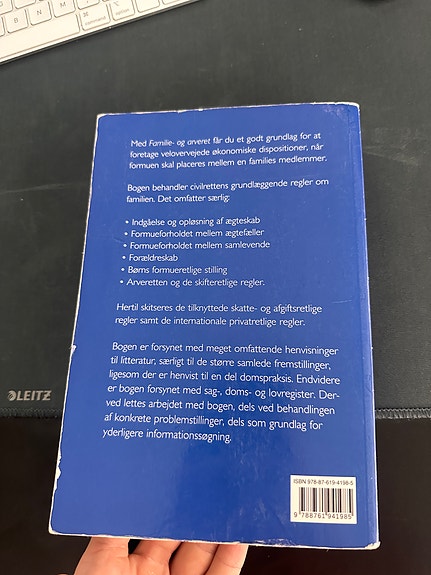 B
N
M
command
option
Med Familie- og arveret får du et godt grundlag for at
foretage velovervejede økonomiske dispositioner, når
formuen skal placeres mellem en families medlemmer.
Bogen behandler civilrettens grundlæggende regler om
familien. Det omfatter særlig:
• Indgåelse og opløsning af ægteskab
• Formueforholdet mellem ægtefæller
• Formueforholdet mellem samlevende
• Forældreskab
• Børns formueretlige stilling
• Arveretten og de skifteretlige regler.
Hertil skitseres de tilknyttede skatte- og afgiftsretlige
regler samt de internationale privatretlige regler.
Bogen er forsynet med meget omfattende henvisninger
til litteratur, særligt til de større samlede fremstillinger,
ligesom der er henvist til en del domspraksis. Endvidere
er bogen forsynet med sag-, doms- og lovregister. Der-
ved lettes arbejdet med bogen, dels ved behandlingen
af konkrete problemstillinger, dels som grundlag for
yderligere informationssøgning.
LEITZ
ISBN 978-87-619-4198-5
9 788761 941985